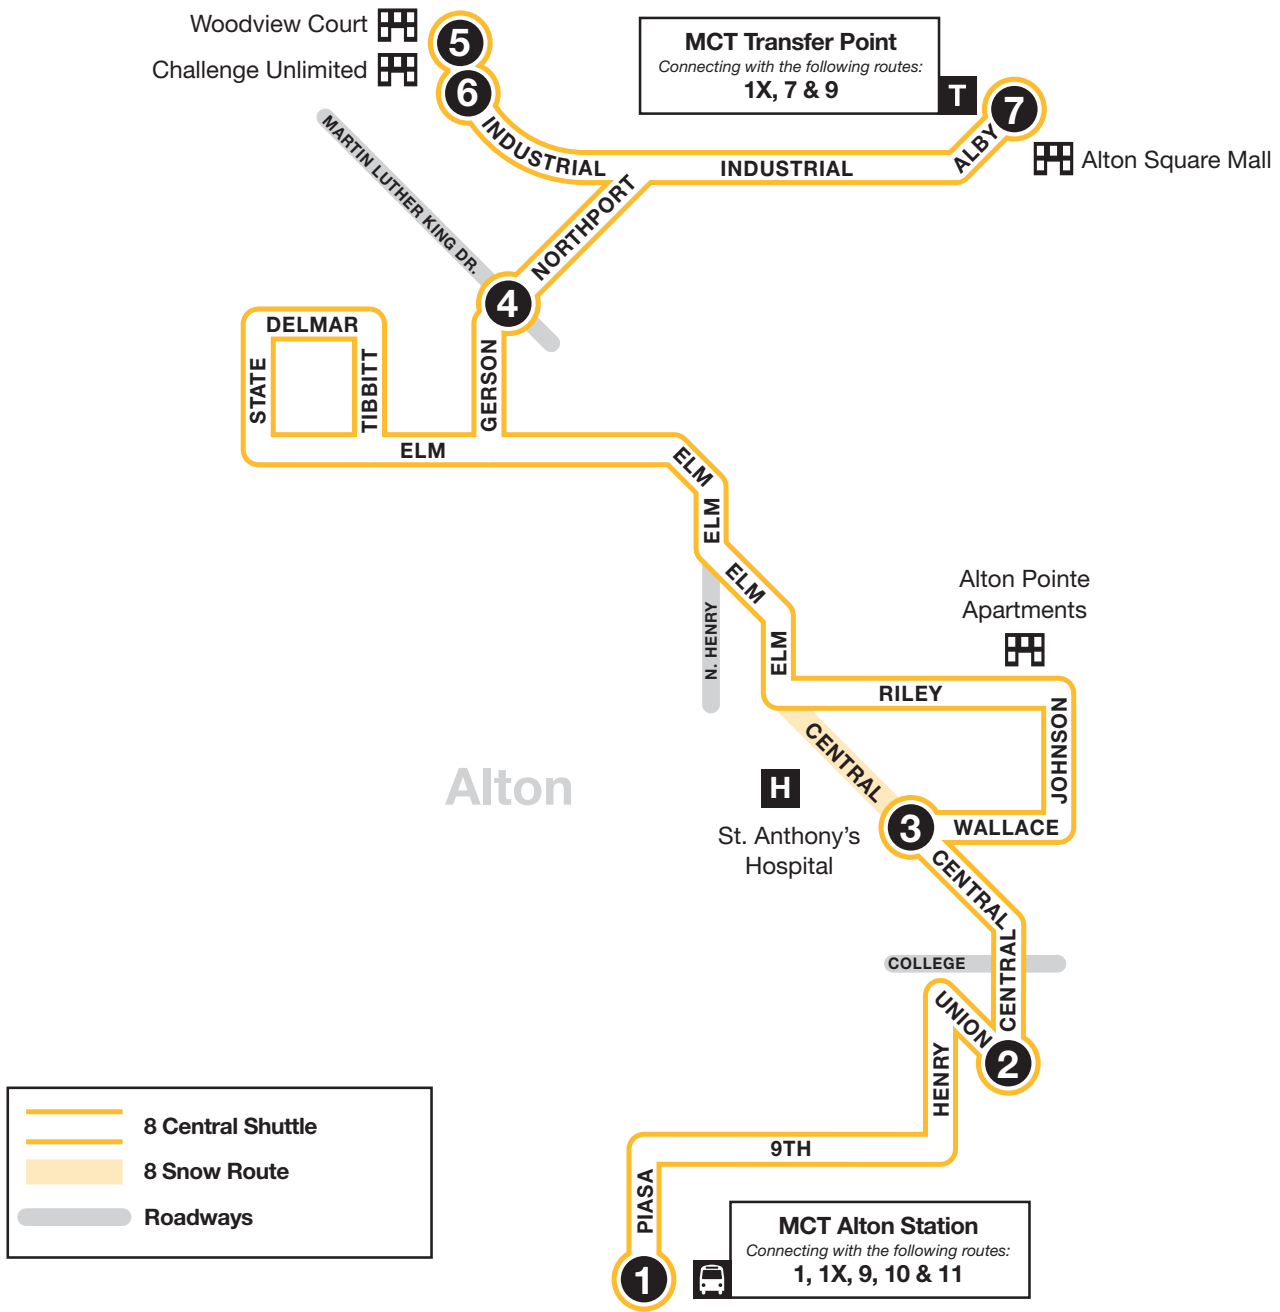 Woodview Court
Challenge Unlimited
5
6
MCT Transfer Point
Connecting with the following routes:
1X, 7 & 9
T
7
Alton Square Mall
INDUSTRIAL
INDUSTRIAL
ALBY
MARTIN LUTHER KING DR.
NORTHPORT
4
DELMAR
STATE
TIBBITT
GERSON
ELM
ELM
ELM
ELM
ELM
N. HENRY
Alton Pointe
Apartments
RILEY
JOHNSON
CENTRAL
Alton
H
St. Anthony's
Hospital
3
WALLACE
CENTRAL
COLLEGE
CENTRAL
UNION
2
HENRY
9TH
PIASA
1
MCT Alton Station
Connecting with the following routes:
1, 1X, 9, 10 & 11
8 Central Shuttle
8 Snow Route
Roadways